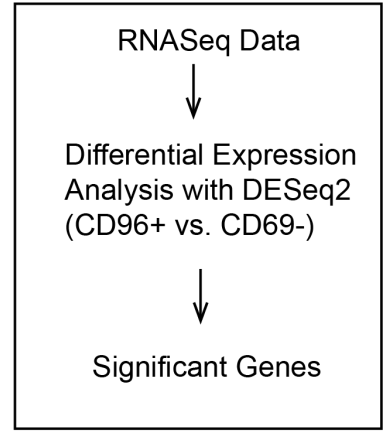 RNASeq Data
Differential Expression
Analysis with DESeq2
(CD96+ vs. CD69-)
Significant Genes